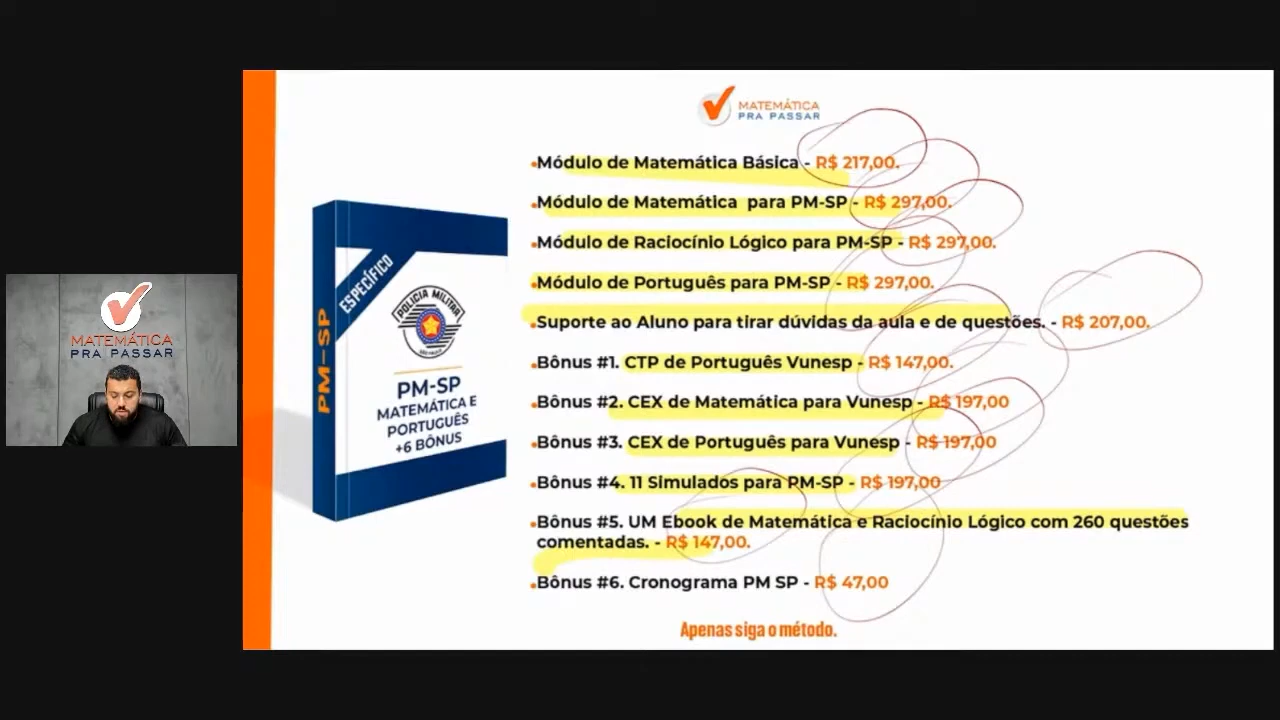 MATEMÁTICA
PRA PASSAR
•Módulo de Matemática Básica - R$ 217,00.
•Módulo de Matemática para PM-SP - R$ 297,00.
•Módulo de Raciocínio Lógico para PM-SP - R$ 297,00.
•Módulo de Português para PM-SP - R$ 297,00.
•Suporte ao Aluno para tirar dúvidas da aula e de questões. - R$ 207,00.
•Bônus #1. CTP de Português Vunesp - R$ 147,00.
•Bônus #2. CEX de Matemática para Vunesp - R$ 197,00
•Bônus #3. CEX de Português para Vunesp - R$ 197,00
•Bônus #4. 11 Simulados para PM-SP - R$ 197,00
•Bônus #5. UM Ebook de Matemática e Raciocínio Lógico com 260 questões
comentadas. - R$ 147,00.
•Bônus #6. Cronograma PM SP - R$ 47,00
Apenas siga o método.
PM-SP
ESPECÍFICO
POLÍCIA MILITAR
SÃO PAULO
PM-SP
MATEMÁTICA E
PORTUGUÊS
+6 BÔNUS
MATEMÁTICA
PRA PASSAR